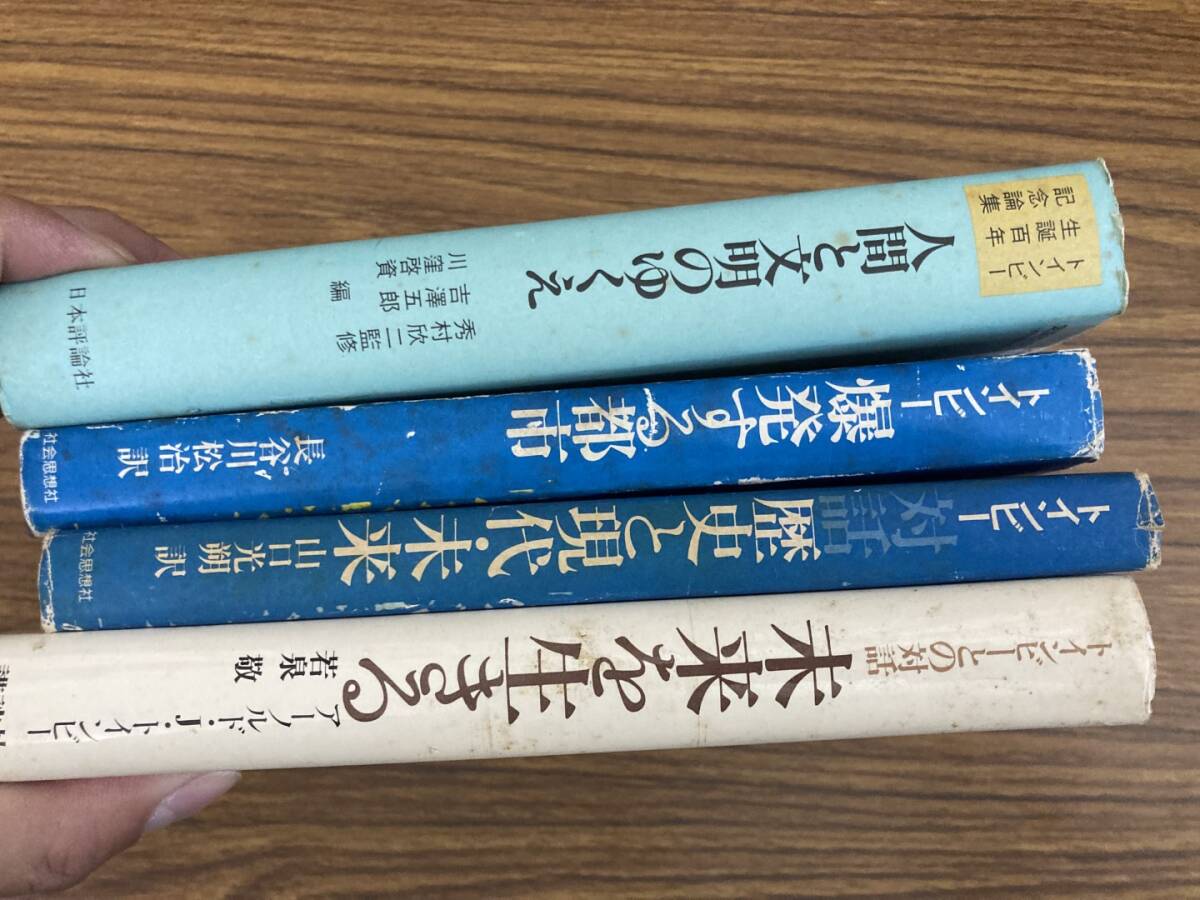 トインビー
生誕百年
記念論集
人間と文明のゆくえ
秀村欣二監修
吉澤五郎
川窪啓資
編
日本評論社
トインビー
爆発する都市
長谷川松治訳
社会思想社
トインビー
対話
歴史と現代・未来
山口光朔訳
社会思想社
トインビーとの対話
未来を生きる
アーノルド・J・トインビー
若泉敬